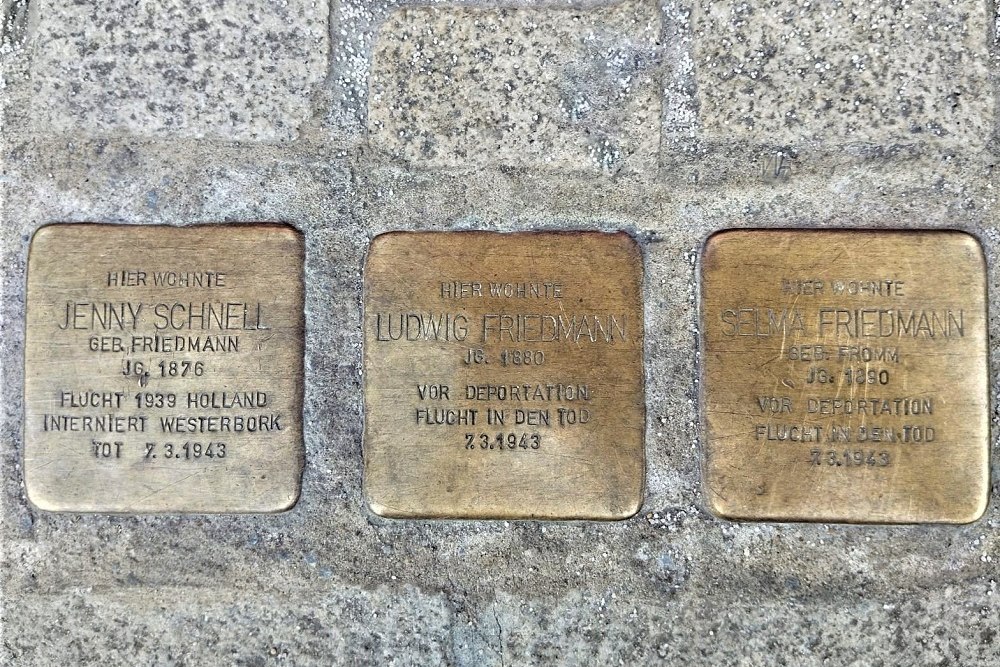 HIER WOHNTE
JENNY SCHNELL
GEB. FRIEDMANN
JG. 1876
FLUCHT 1939 HOLLAND
INTERNIERT WESTERBORK
TOT 7.3.1943
HIER WOHNTE
LUDWIG FRIEDMANN
JG. 1880
VOR DEPORTATION
FLUCHT IN DEN TOD
7.3.1943
HIER WOHNTE
SELMA FRIEDMANN
GEB. FROMM
JG. 1890
VOR DEPORTATION
FLUCHT IN DEN TOD
7.3.1943